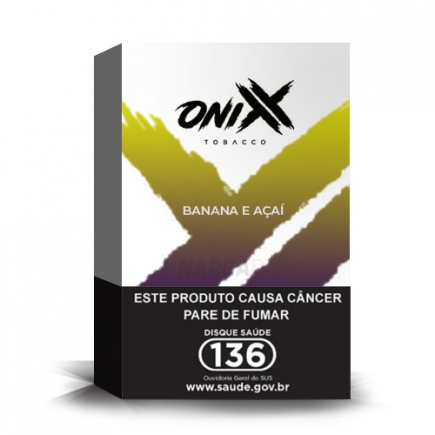 ONIX
TOBACCO
BANANA E AÇAÍ
ESTE PRODUTO CAUSA CÂNCER
PARE DE FUMAR
DISQUE SAÚDE
136
Ouvidoria Geral do SUS
www.saude.gov.br